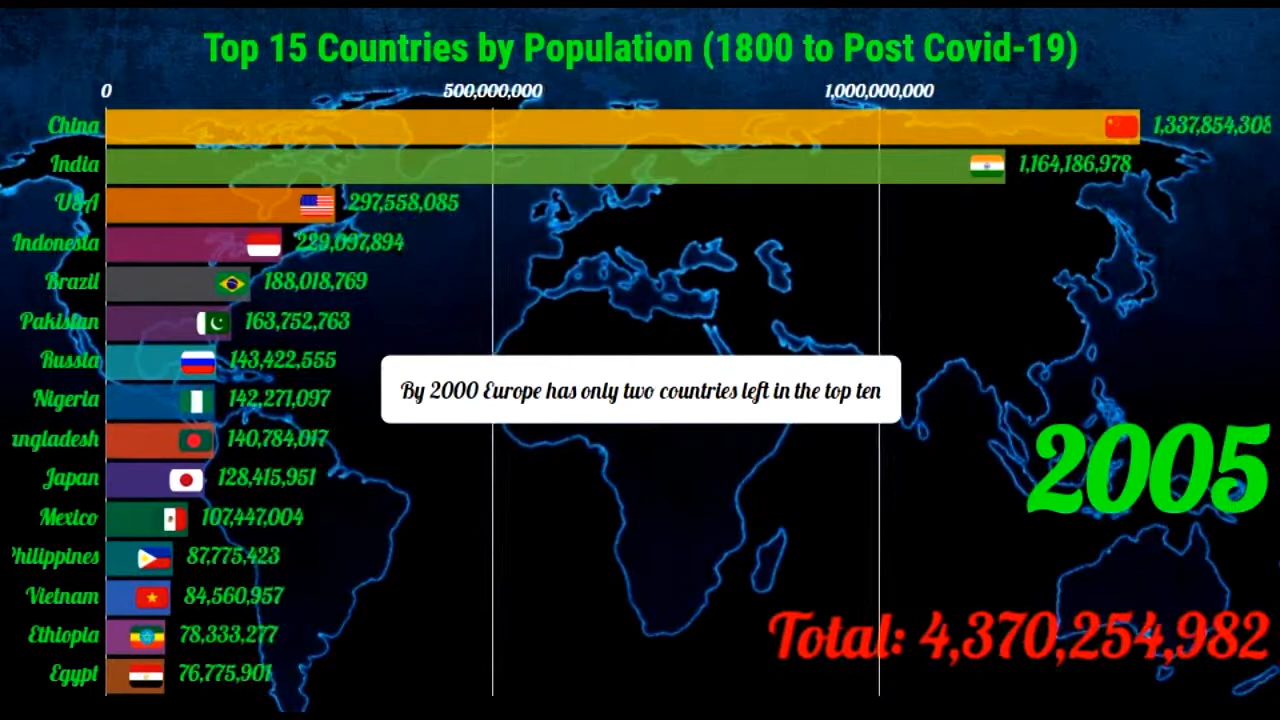 Top 15 Countries by Population (1800 to Post Covid-19)
0 500,000,000 1,000,000,000
China 1,337,854,308
India 1,164,186,978
USA 297,558,085
Indonesia 229,097,894
Brazil 188,018,769
Pakistan 163,752,763
Russia 143,422,555
By 2000 Europe has only two countries left in the top ten
Nigeria 142,271,097
ungladesh 140,784,017
2005
Japan 128,415,951
Mexico 107,447,004
Philippines 87,775,423
Vietnam 84,560,957
Ethiopia 78,333,277
Total: 4,370,254,982
Egypt 76,775,901